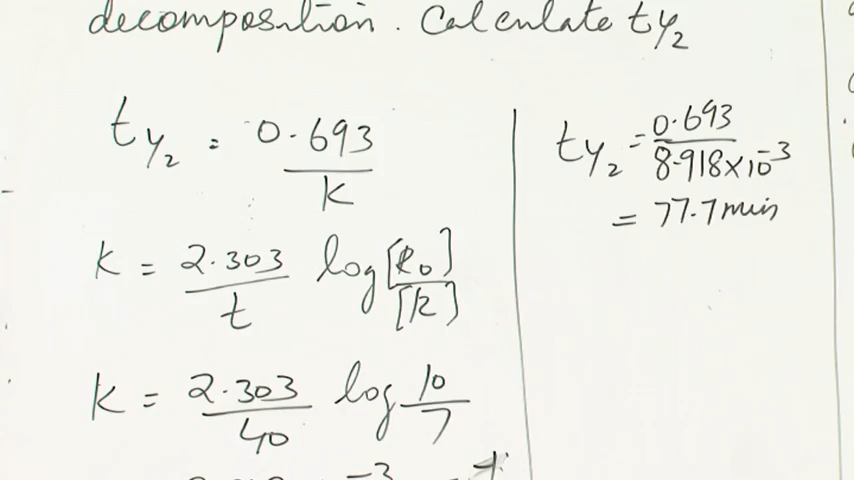 decomposition. Calculate t½
t½ = 0.693 / k
k = 2.303 / t log [R₀] / [R]
k = 2.303 / 40 log 10 / 7
t½ = 0.693 / 8.918×10⁻³
= 77.7 min